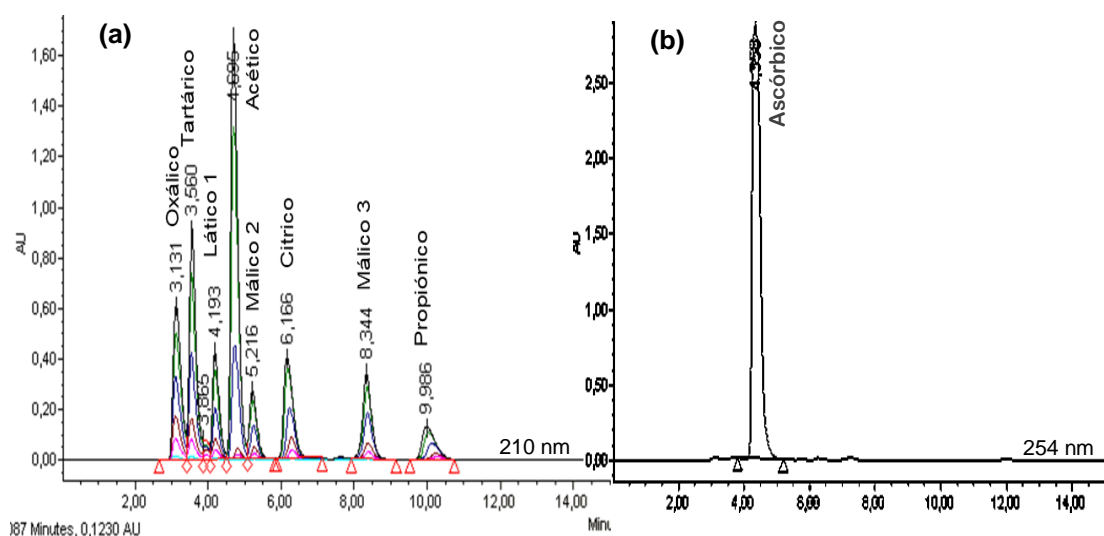 (a)
1,60
1,40
1,20
1,00
0,80
0,60
0,40
0,20
0,00
AU
3,131 Oxálico
3,560 Tartárico
3,865
4,193 Lático 1
4,695 Acético
5,216 Málico 2
6,166 Citrico
8,344 Málico 3
9,986 Propiónico
210 nm
2,00 4,00 6,00 8,00 10,00 12,00 14,00
)87 Minutes, 0,1230 AU
(b)
2,50
2,00
1,50
1,00
0,50
0,00
AU
4,358
Ascórbico
254 nm
2,00 4,00 6,00 8,00 10,00 12,00 14,00
Minu